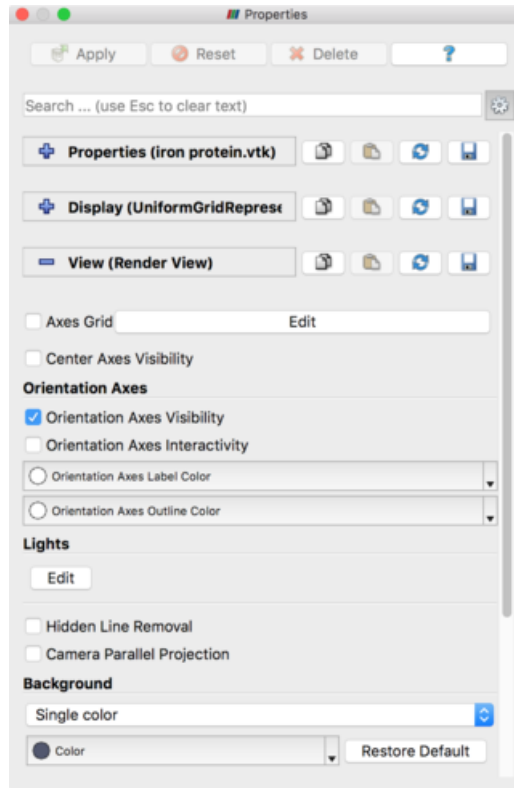 Properties
Apply Reset Delete ?
Search ... (use Esc to clear text)
Properties (iron protein.vtk)
Display (UniformGridReprese
View (Render View)
Axes Grid Edit
Center Axes Visibility
Orientation Axes
Orientation Axes Visibility
Orientation Axes Interactivity
Orientation Axes Label Color
Orientation Axes Outline Color
Lights
Edit
Hidden Line Removal
Camera Parallel Projection
Background
Single color
Color Restore Default